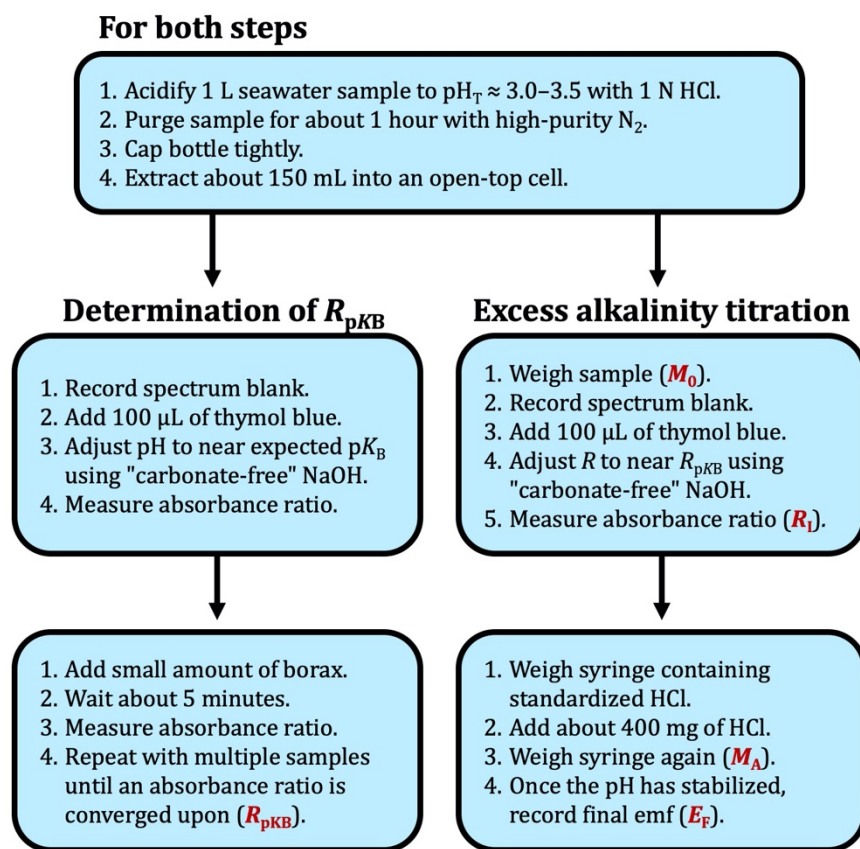 For both steps
1. Acidify 1 L seawater sample to pH_T ≈ 3.0–3.5 with 1 N HCl.
2. Purge sample for about 1 hour with high-purity N₂.
3. Cap bottle tightly.
4. Extract about 150 mL into an open-top cell.
Determination of R_pKB
1. Record spectrum blank.
2. Add 100 μL of thymol blue.
3. Adjust pH to near expected pK_B
using "carbonate-free" NaOH.
4. Measure absorbance ratio.
1. Add small amount of borax.
2. Wait about 5 minutes.
3. Measure absorbance ratio.
4. Repeat with multiple samples
until an absorbance ratio is
converged upon (R_pKB).
Excess alkalinity titration
1. Weigh sample (M₀).
2. Record spectrum blank.
3. Add 100 μL of thymol blue.
4. Adjust R to near R_pKB using
"carbonate-free" NaOH.
5. Measure absorbance ratio (R_I).
1. Weigh syringe containing
standardized HCl.
2. Add about 400 mg of HCl.
3. Weigh syringe again (M_A).
4. Once the pH has stabilized,
record final emf (E_F).